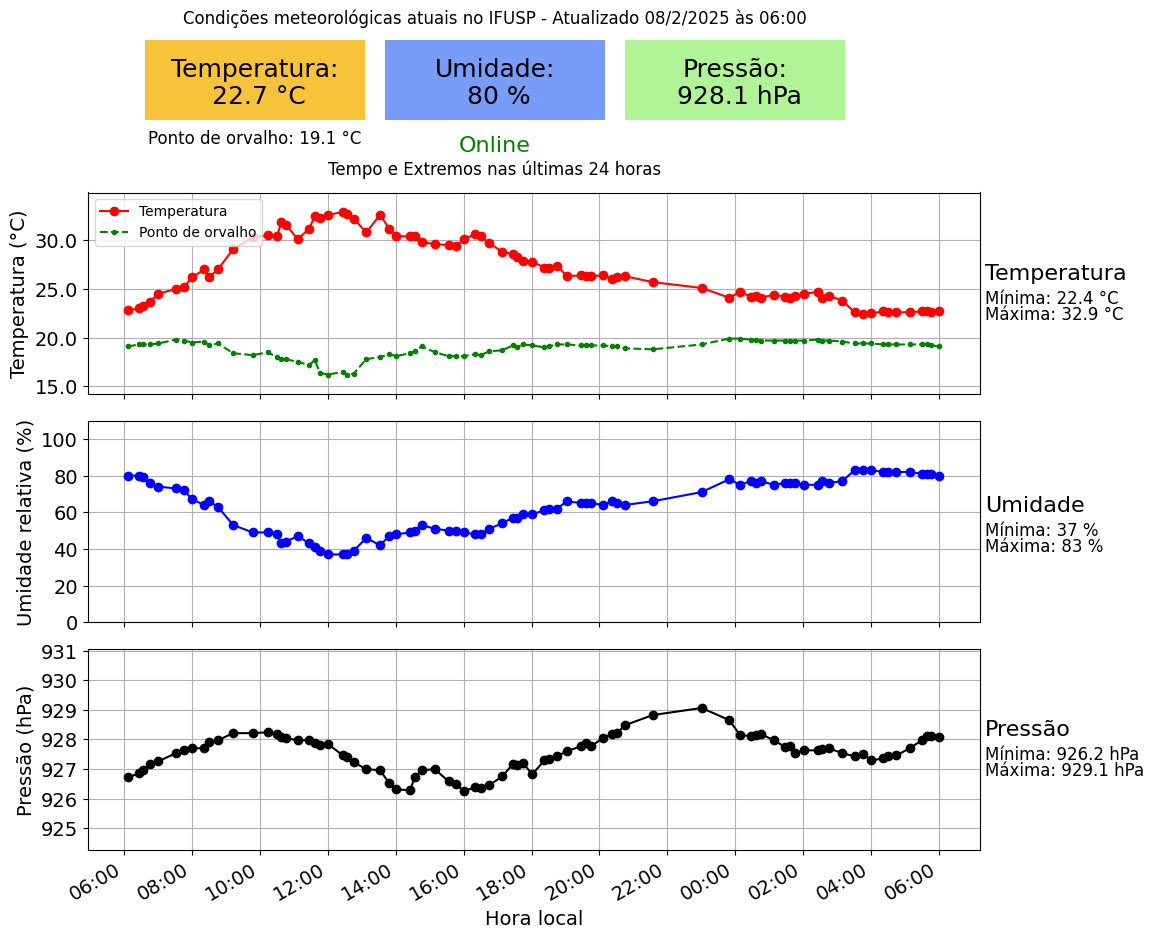 Condições meteorológicas atuais no IFUSP - Atualizado 08/2/2025 às 06:00
Temperatura:
22.7 °C
Umidade:
80 %
Pressão:
928.1 hPa
Ponto de orvalho: 19.1 °C
Online
Tempo e Extremos nas últimas 24 horas
Temperatura (°C)
30.0
25.0
20.0
15.0
Temperatura
Ponto de orvalho
Temperatura
Mínima: 22.4 °C
Máxima: 32.9 °C
Umidade relativa (%)
100
80
60
40
20
0
Umidade
Mínima: 37 %
Máxima: 83 %
Pressão (hPa)
931
930
929
928
927
926
925
Pressão
Mínima: 926.2 hPa
Máxima: 929.1 hPa
06:00
08:00
10:00
12:00
14:00
16:00
18:00
20:00
22:00
00:00
02:00
04:00
06:00
Hora local